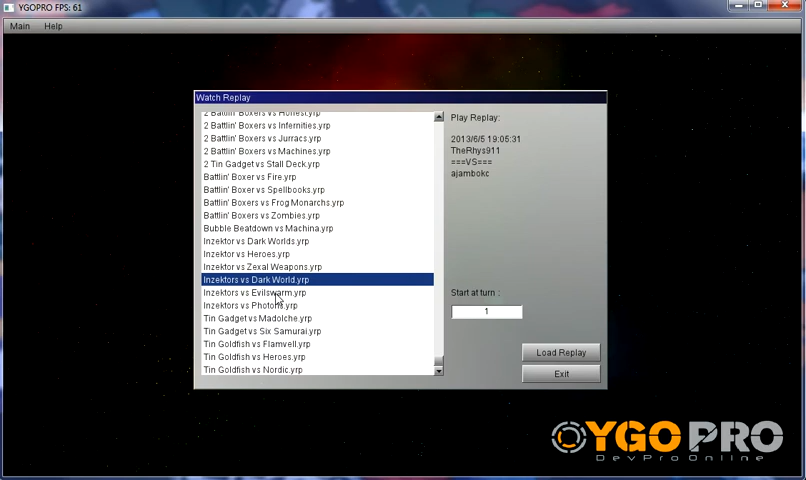 YGOPRO FPS: 61
Main Help
Watch Replay
2 Battlin' Boxers vs Honest.yrp
2 Battlin' Boxers vs Infernities.yrp
2 Battlin' Boxers vs Jurracs.yrp
2 Battlin' Boxers vs Machines.yrp
2 Tin Gadget vs Stall Deck.yrp
Battlin' Boxer vs Fire.yrp
Battlin' Boxer vs Spellbooks.yrp
Battlin' Boxers vs Frog Monarchs.yrp
Battlin' Boxers vs Zombies.yrp
Bubble Beatdown vs Machina.yrp
Inzektor vs Dark Worlds.yrp
Inzektor vs Heroes.yrp
Inzektor vs Zexal Weapons.yrp
Inzektors vs Dark World.yrp
Inzektors vs Evilswarm.yrp
Inzektors vs Photons.yrp
Tin Gadget vs Madolche.yrp
Tin Gadget vs Six Samurai.yrp
Tin Goldfish vs Flamvell.yrp
Tin Goldfish vs Heroes.yrp
Tin Goldfish vs Nordic.yrp
Play Replay:
2013/6/5 19:05:31
TheRhys911
===VS===
ajambokc
Start at turn :
1
Load Replay
Exit
YGO PRO
DevProOnline